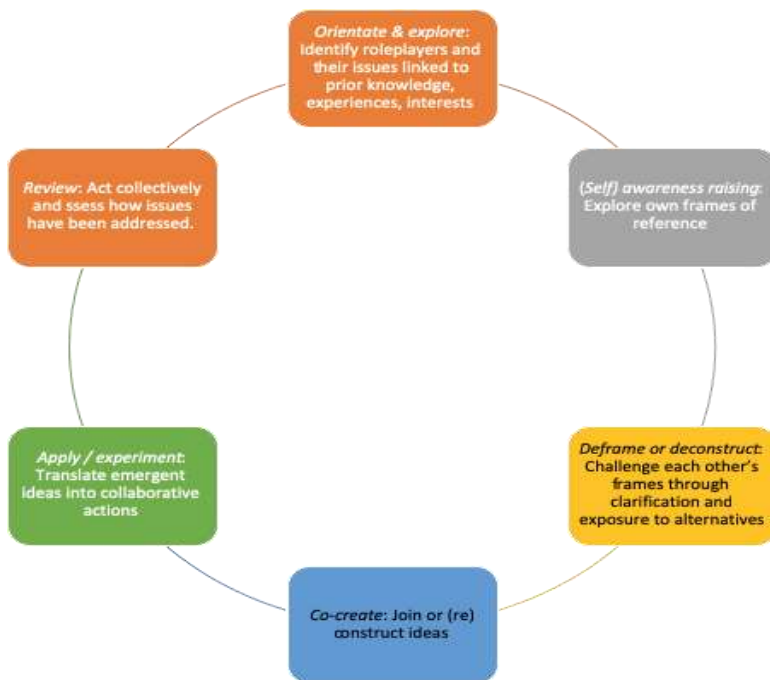 Orientate & explore:
Identify roleplayers and
their issues linked to
prior knowledge,
experiences, interests
(Self) awareness raising:
Explore own frames of
reference
Deframe or deconstruct:
Challenge each other's
frames through
clarification and
exposure to alternatives
Co-create: Join or (re)
construct ideas
Apply / experiment:
Translate emergent
ideas into collaborative
actions
Review: Act collectively
and ssess how issues
have been addressed.